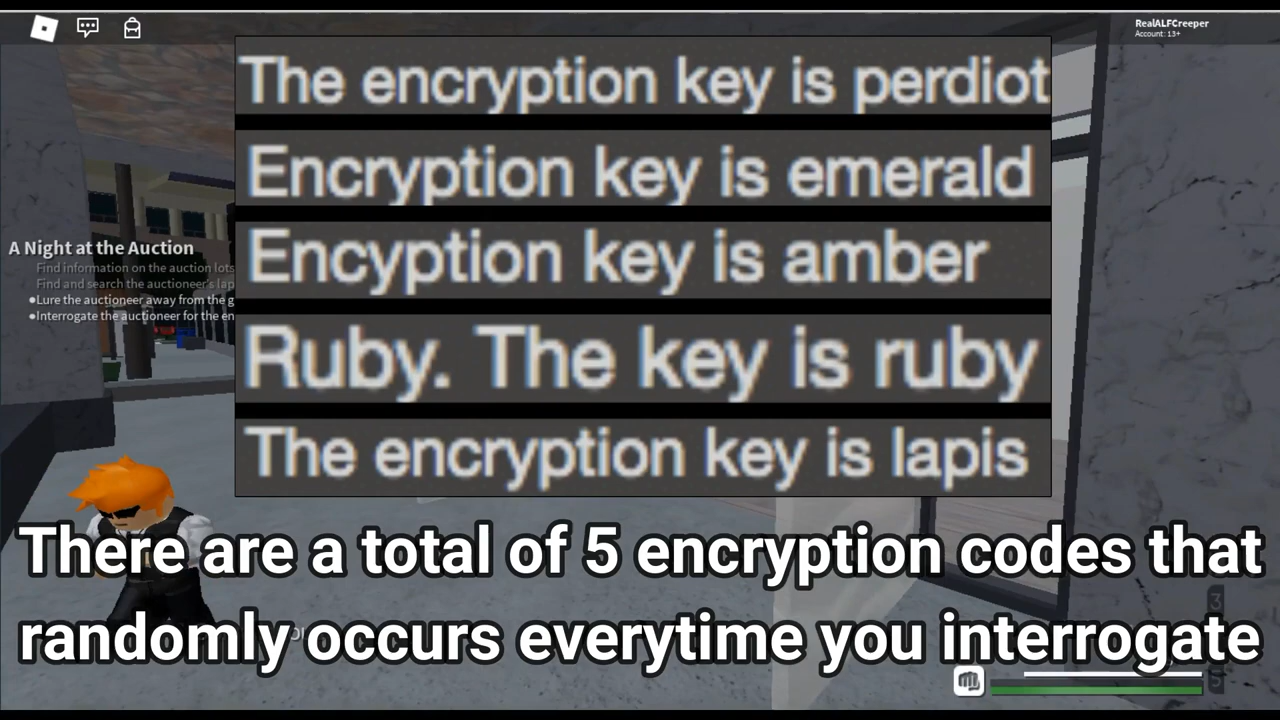 RealALFCreeper
Account: 13+
The encryption key is perdiot
Encryption key is emerald
Encyption key is amber
Ruby. The key is ruby
The encryption key is lapis
A Night at the Auction
Find information on the auction lots
Find and search the auctioneer's lap
●Lure the auctioneer away from the g
●Interrogate the auctioneer for the en
There are a total of 5 encryption codes that
randomly occurs everytime you interrogate